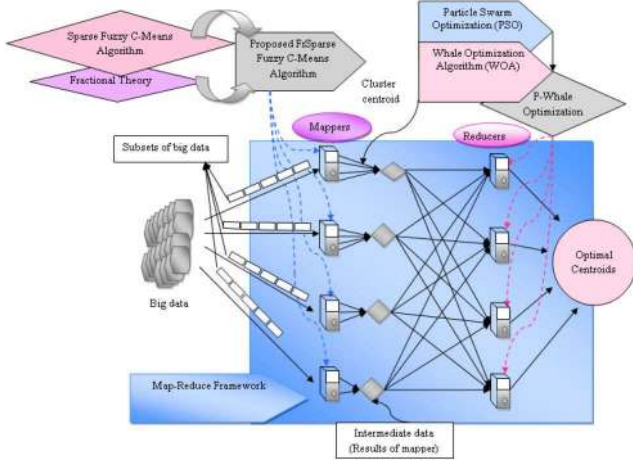 Sparse Fuzzy C-Means
Algorithm
Fractional Theory
Proposed FrSparse
Fuzzy C-Means
Algorithm
Particle Swarm
Optimization (PSO)
Whale Optimization
Algorithm (WOA)
P-Whale
Optimization
Cluster
centroid
Mappers
Reducers
Subsets of big data
Big data
Optimal
Centroids
Map-Reduce Framework
Intermediate data
(Results of mapper)